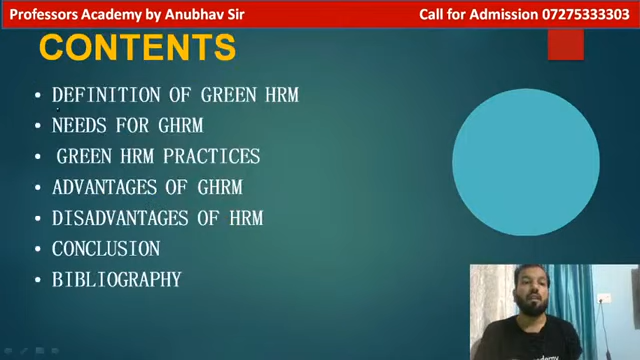 Professors Academy by Anubhav Sir Call for Admission 07275333303
CONTENTS
• DEFINITION OF GREEN HRM
• NEEDS FOR GHRM
• GREEN HRM PRACTICES
• ADVANTAGES OF GHRM
• DISADVANTAGES OF HRM
• CONCLUSION
• BIBLIOGRAPHY